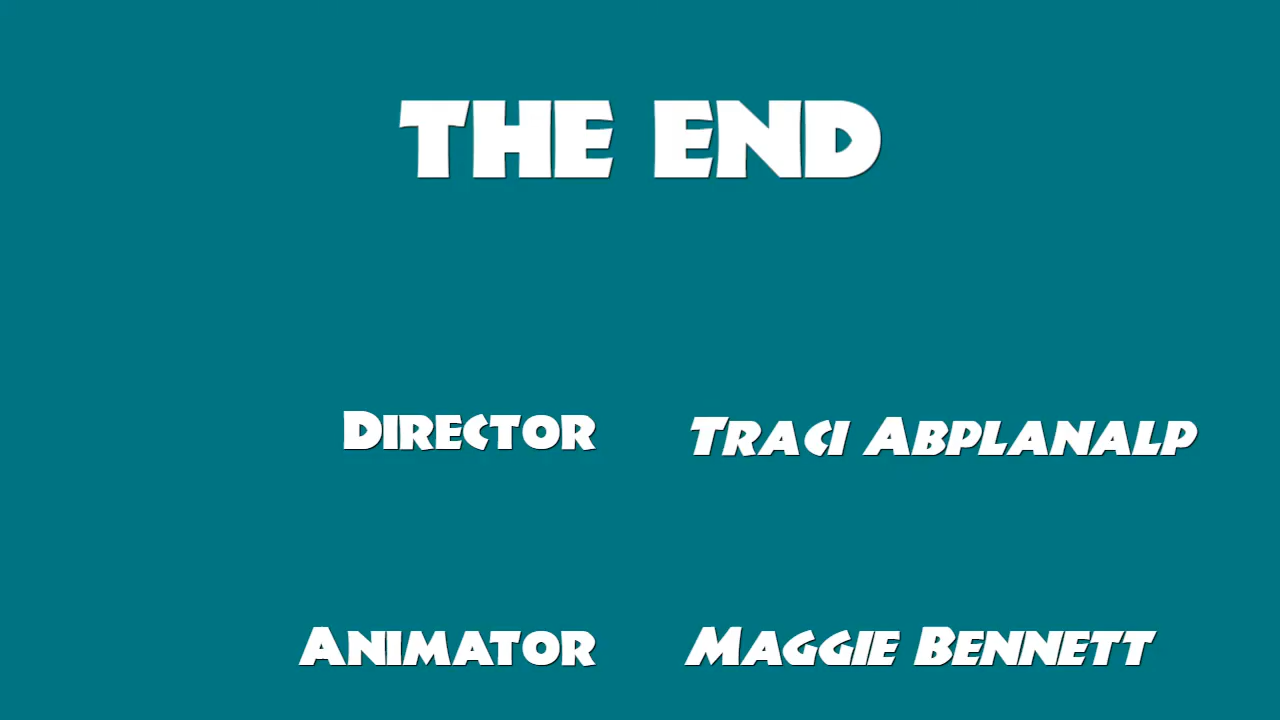 THE END
Director Traci Abplanalp
Animator Maggie Bennett